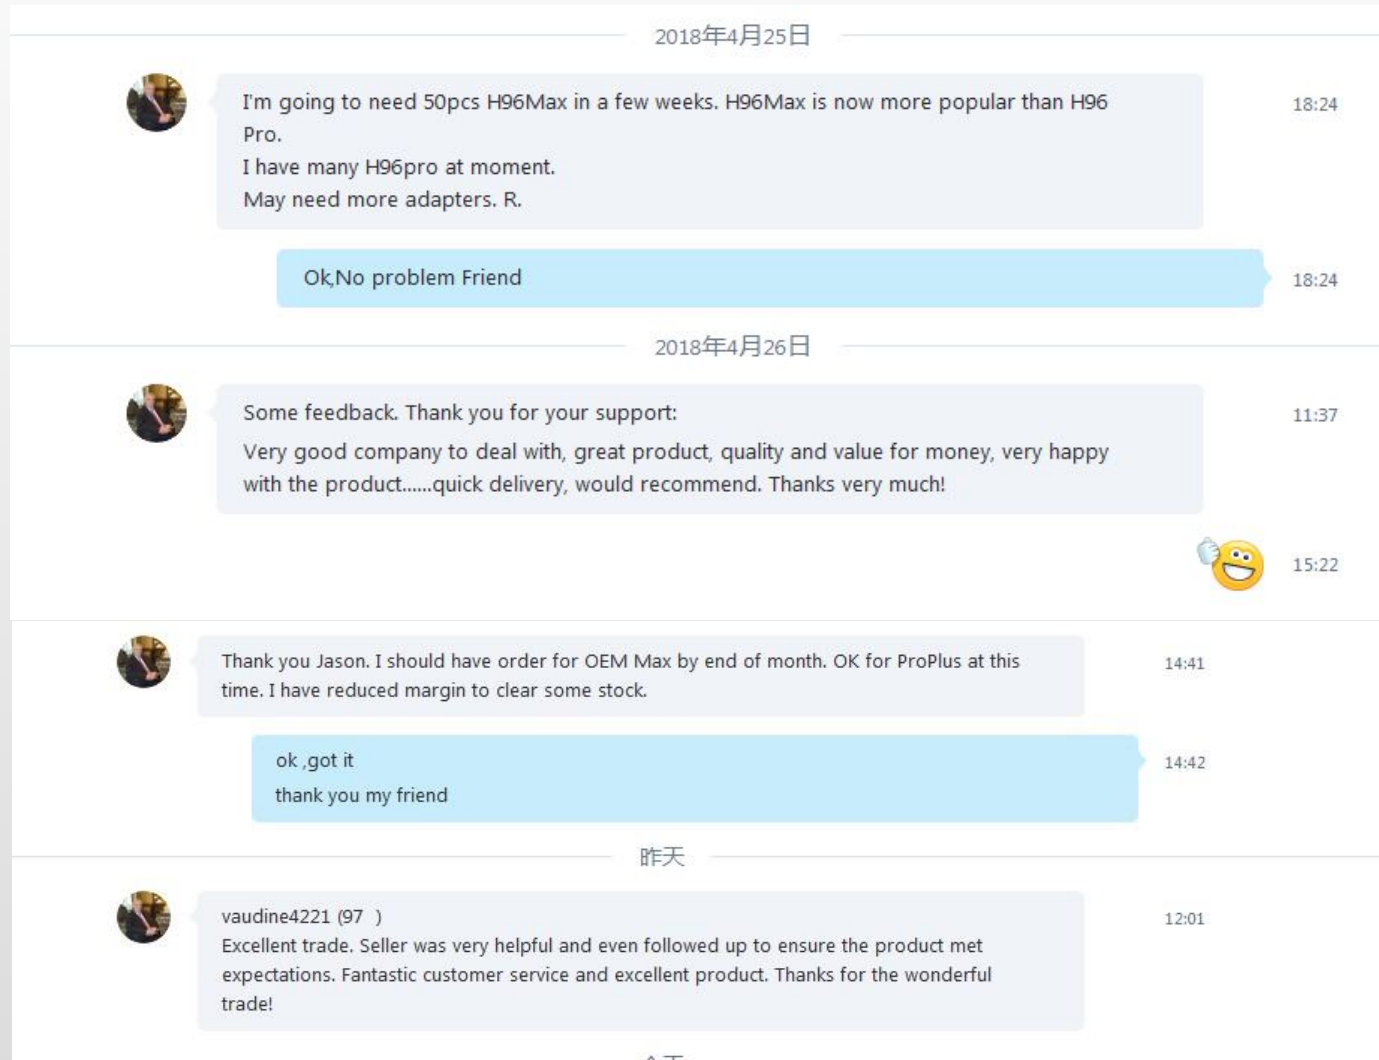 2018年4月25日
I'm going to need 50pcs H96Max in a few weeks. H96Max is now more popular than H96
Pro.
I have many H96pro at moment.
May need more adapters. R.
18:24
Ok,No problem Friend
18:24
2018年4月26日
Some feedback. Thank you for your support:
Very good company to deal with, great product, quality and value for money, very happy
with the product......quick delivery, would recommend. Thanks very much!
11:37
15:22
Thank you Jason. I should have order for OEM Max by end of month. OK for ProPlus at this
time. I have reduced margin to clear some stock.
14:41
ok ,got it
thank you my friend
14:42
昨天
vaudine4221 (97  )
Excellent trade. Seller was very helpful and even followed up to ensure the product met
expectations. Fantastic customer service and excellent product. Thanks for the wonderful
trade!
12:01